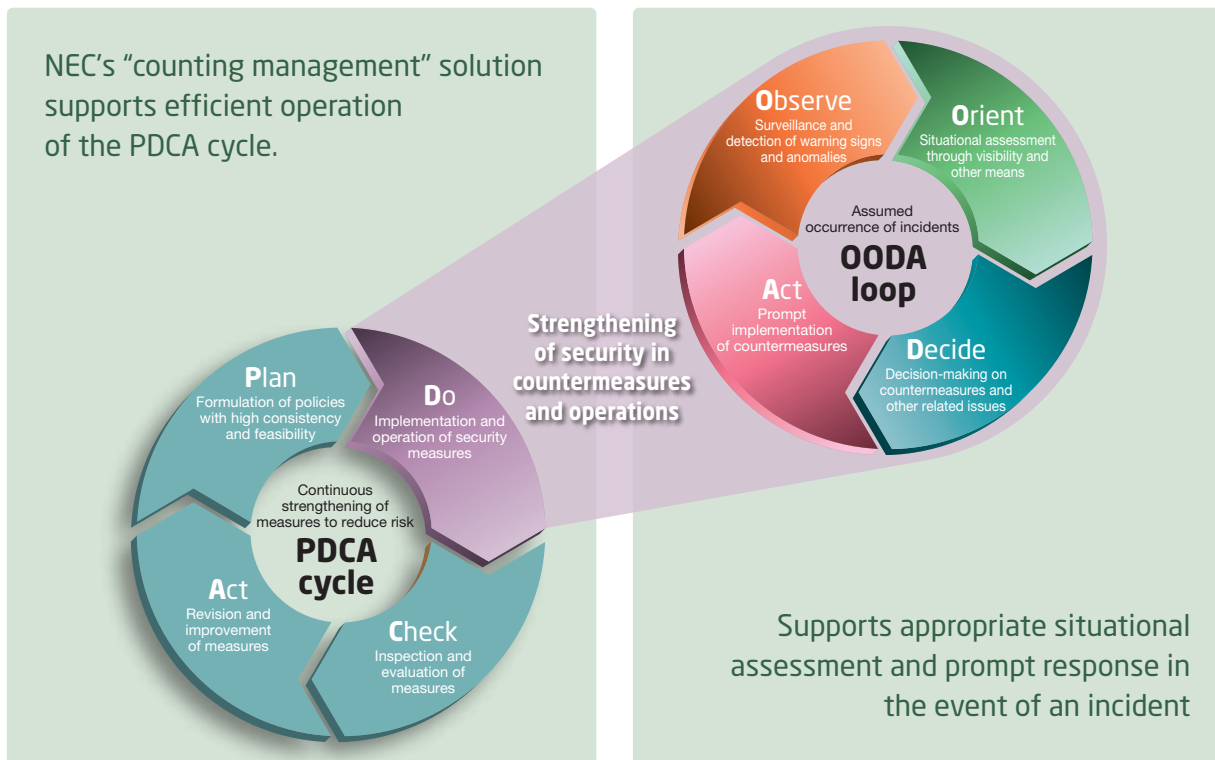 NEC's “counting management” solution
supports efficient operation
of the PDCA cycle.
Plan
Formulation of policies
with high consistency
and feasibility
Do
Implementation and
operation of security
measures
Continuous
strengthening of
measures to reduce risk
PDCA
cycle
Act
Revision and
improvement
of measures
Check
Inspection and
evaluation of
measures
Strengthening
of security in
countermeasures
and operations
Observe
Surveillance and
detection of warning signs
and anomalies
Orient
Situational assessment
through visibility and
other means
Assumed
occurrence of incidents
OODA
loop
Act
Prompt
implementation
of countermeasures
Decide
Decision-making on
countermeasures and
other related issues
Supports appropriate situational
assessment and prompt response in
the event of an incident